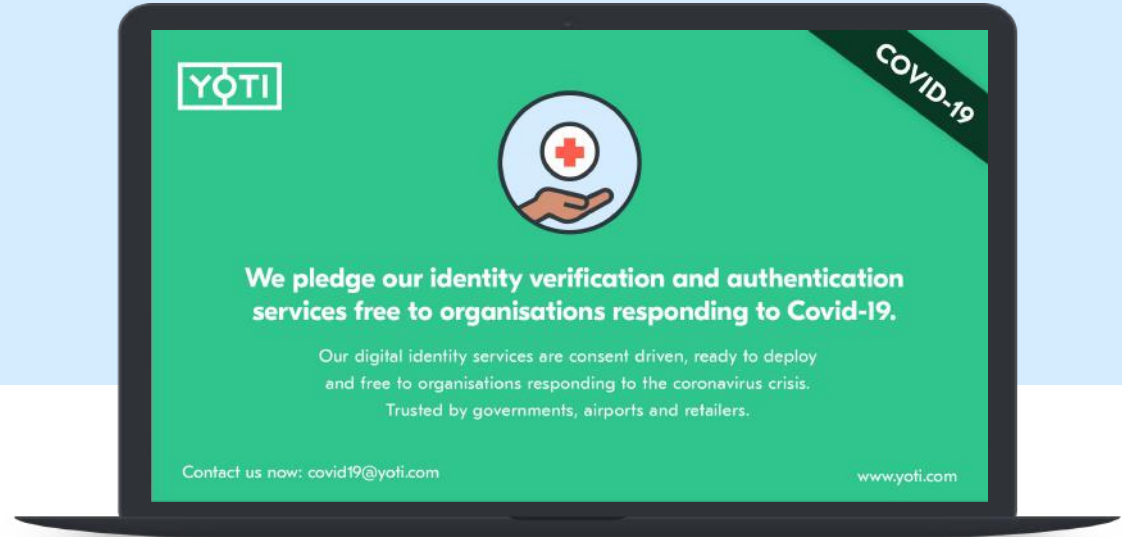 YOTI
COVID-19
We pledge our identity verification and authentication
services free to organisations responding to Covid-19.
Our digital identity services are consent driven, ready to deploy
and free to organisations responding to the coronavirus crisis.
Trusted by governments, airports and retailers.
Contact us now: covid19@yoti.com
www.yoti.com